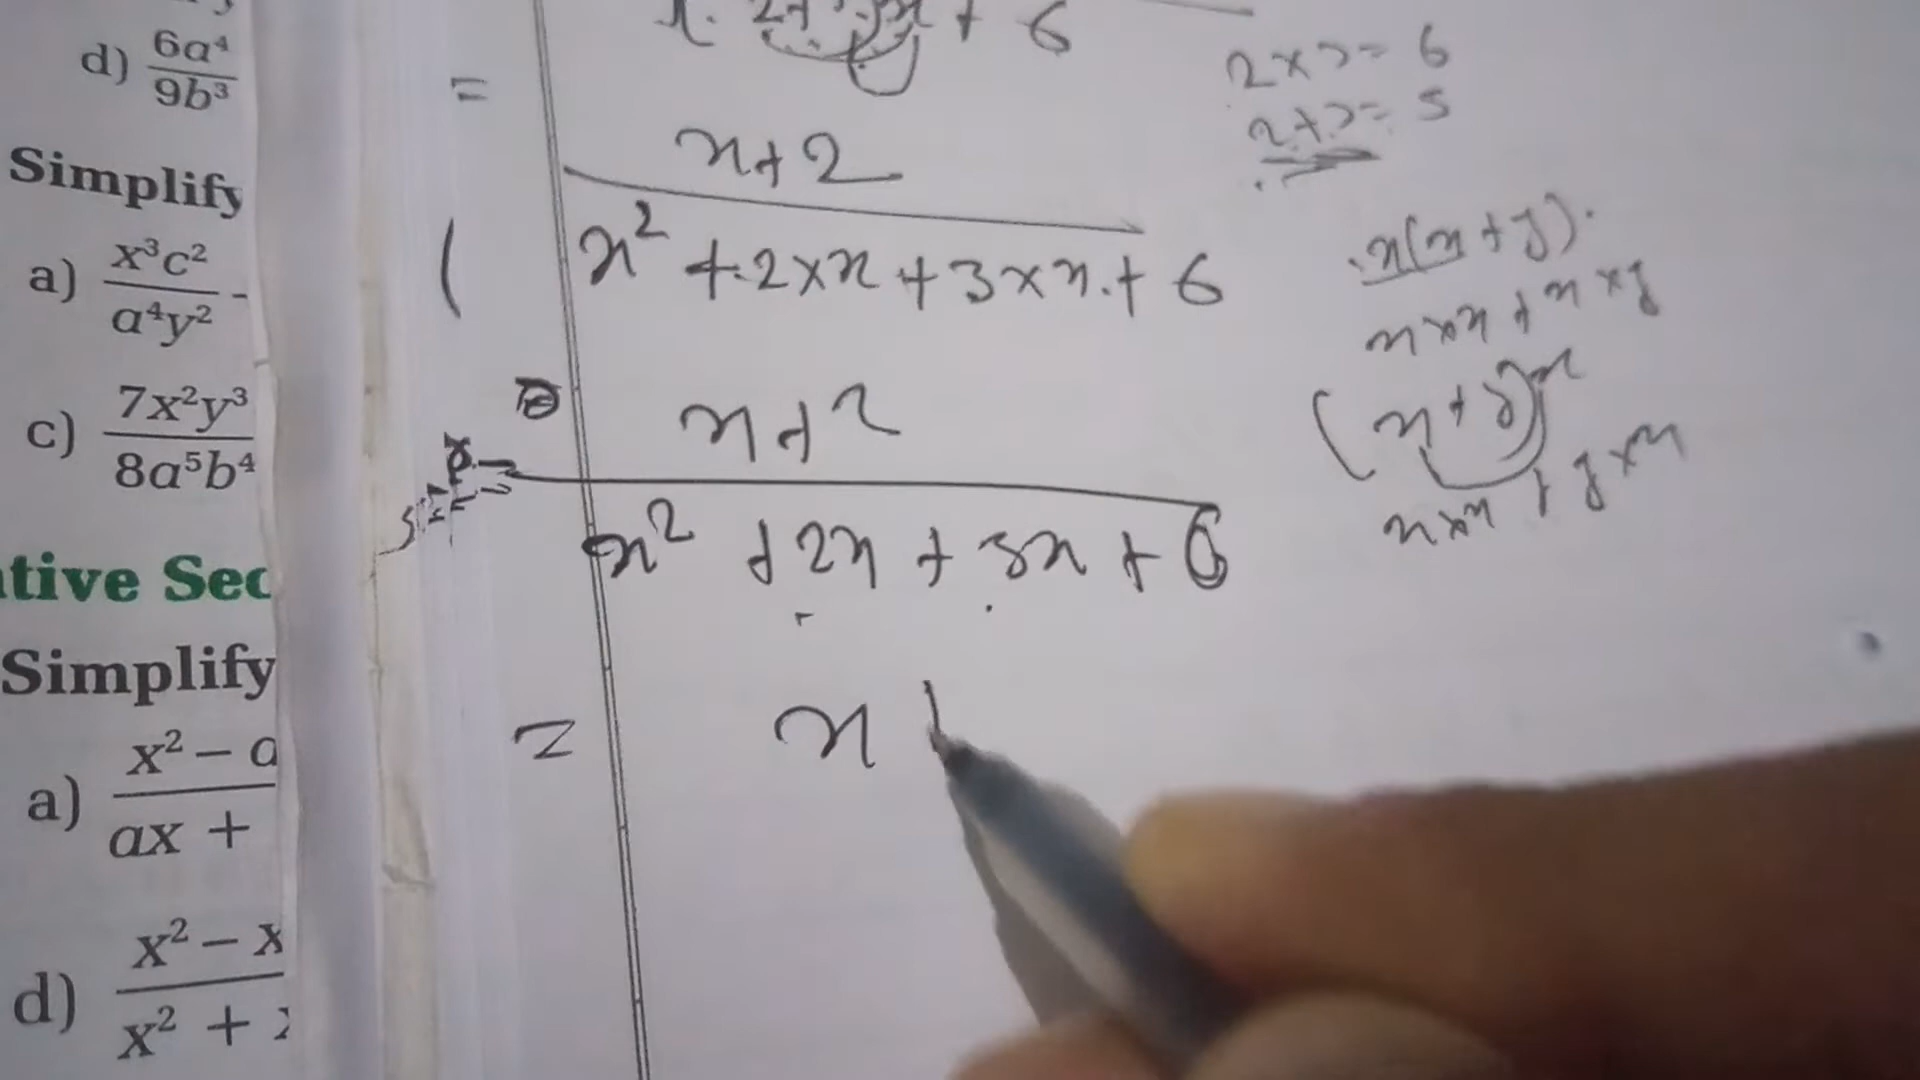 d) 6a⁴
9b³
Simplify
a) x³c² -
a⁴y²
c) 7x²y³
8a⁵b⁴
tive Sec
Simplify
a) x² – a
ax +
d) x² – x
x² +
+ 6
=
x+2
x² + 2×x + 3×x + 6
x+2
x² + 2x + 3x + 6
= x
2×3= 6
2+3= 5
x(x+y)
x×x + x×y
(x+y)x
x×x + y×x